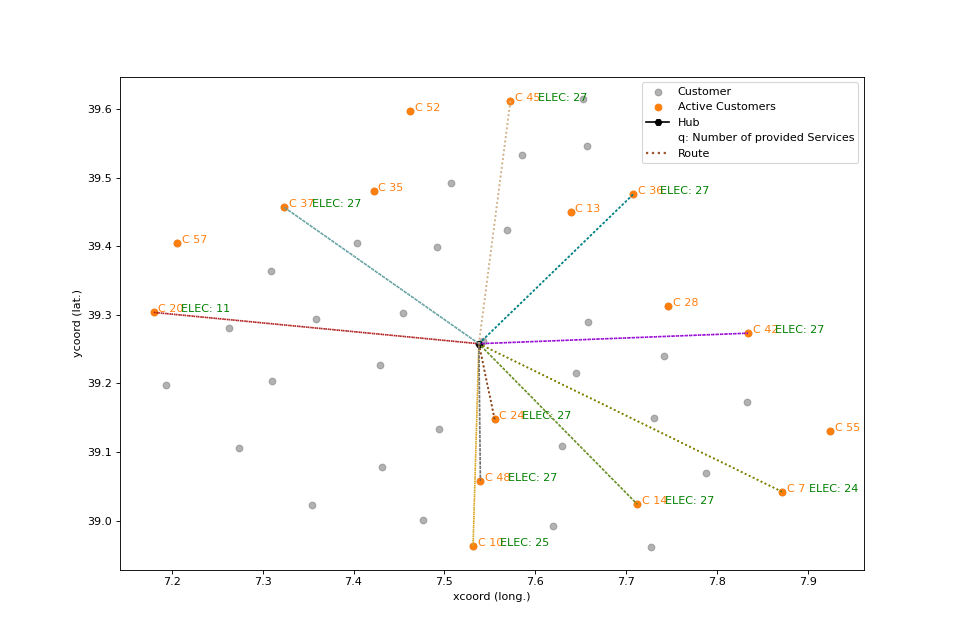 Customer
Active Customers
Hub
q: Number of provided Services
Route
39.6
39.5
39.4
39.3
39.2
39.1
39.0
ycoord (lat.)
C 45 ELEC: 27
C 52
C 35
C 36 ELEC: 27
C 37 ELEC: 27
C 13
C 57
C 20 ELEC: 11
C 28
C 42 ELEC: 27
C 24 ELEC: 27
C 55
C 48 ELEC: 27
C 7 ELEC: 24
C 14 ELEC: 27
C 10 ELEC: 25
7.2 7.3 7.4 7.5 7.6 7.7 7.8 7.9
xcoord (long.)